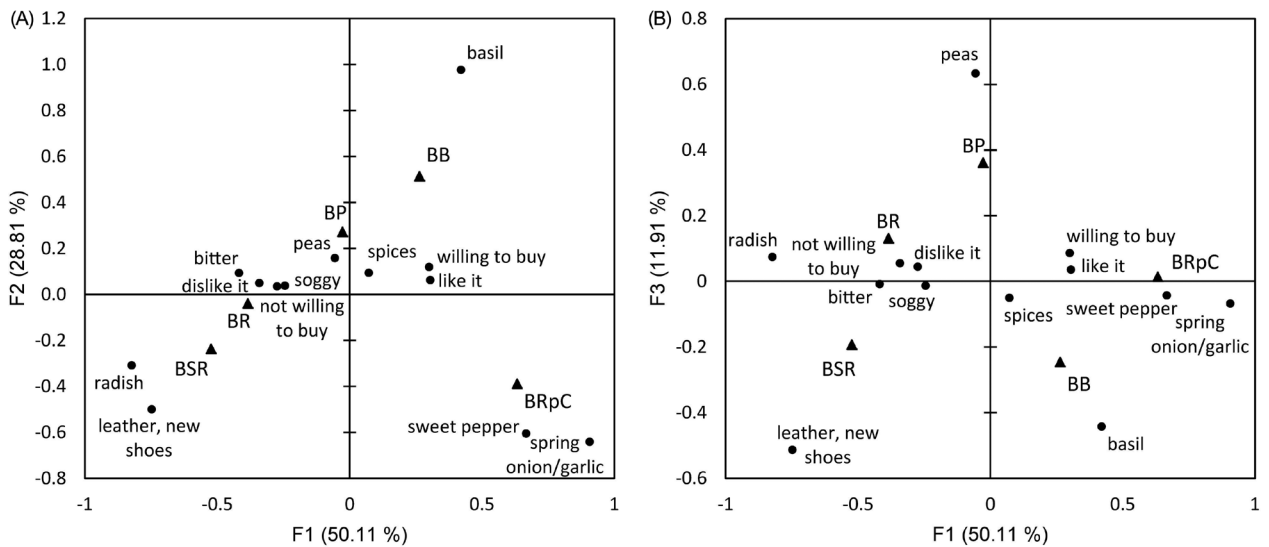 (A)
1.2
1.0
0.8
0.6
0.4
0.2
0.0
-0.2
-0.4
-0.6
-0.8
F2 (28.81 %)
basil
BB
BP
peas
spices
willing to buy
like it
bitter
dislike it
soggy
not willing
to buy
BR
BSR
radish
leather, new
shoes
BRpC
sweet pepper
spring
onion/garlic
-1
-0.5
0
0.5
1
F1 (50.11 %)
(B)
0.8
0.6
0.4
0.2
0
-0.2
-0.4
-0.6
F3 (11.91 %)
peas
BP
BR
radish
not willing
to buy
dislike it
willing to buy
like it
BRpC
bitter
soggy
spices
sweet pepper
spring
onion/garlic
BSR
BB
leather, new
shoes
basil
-1
-0.5
0
0.5
1
F1 (50.11 %)